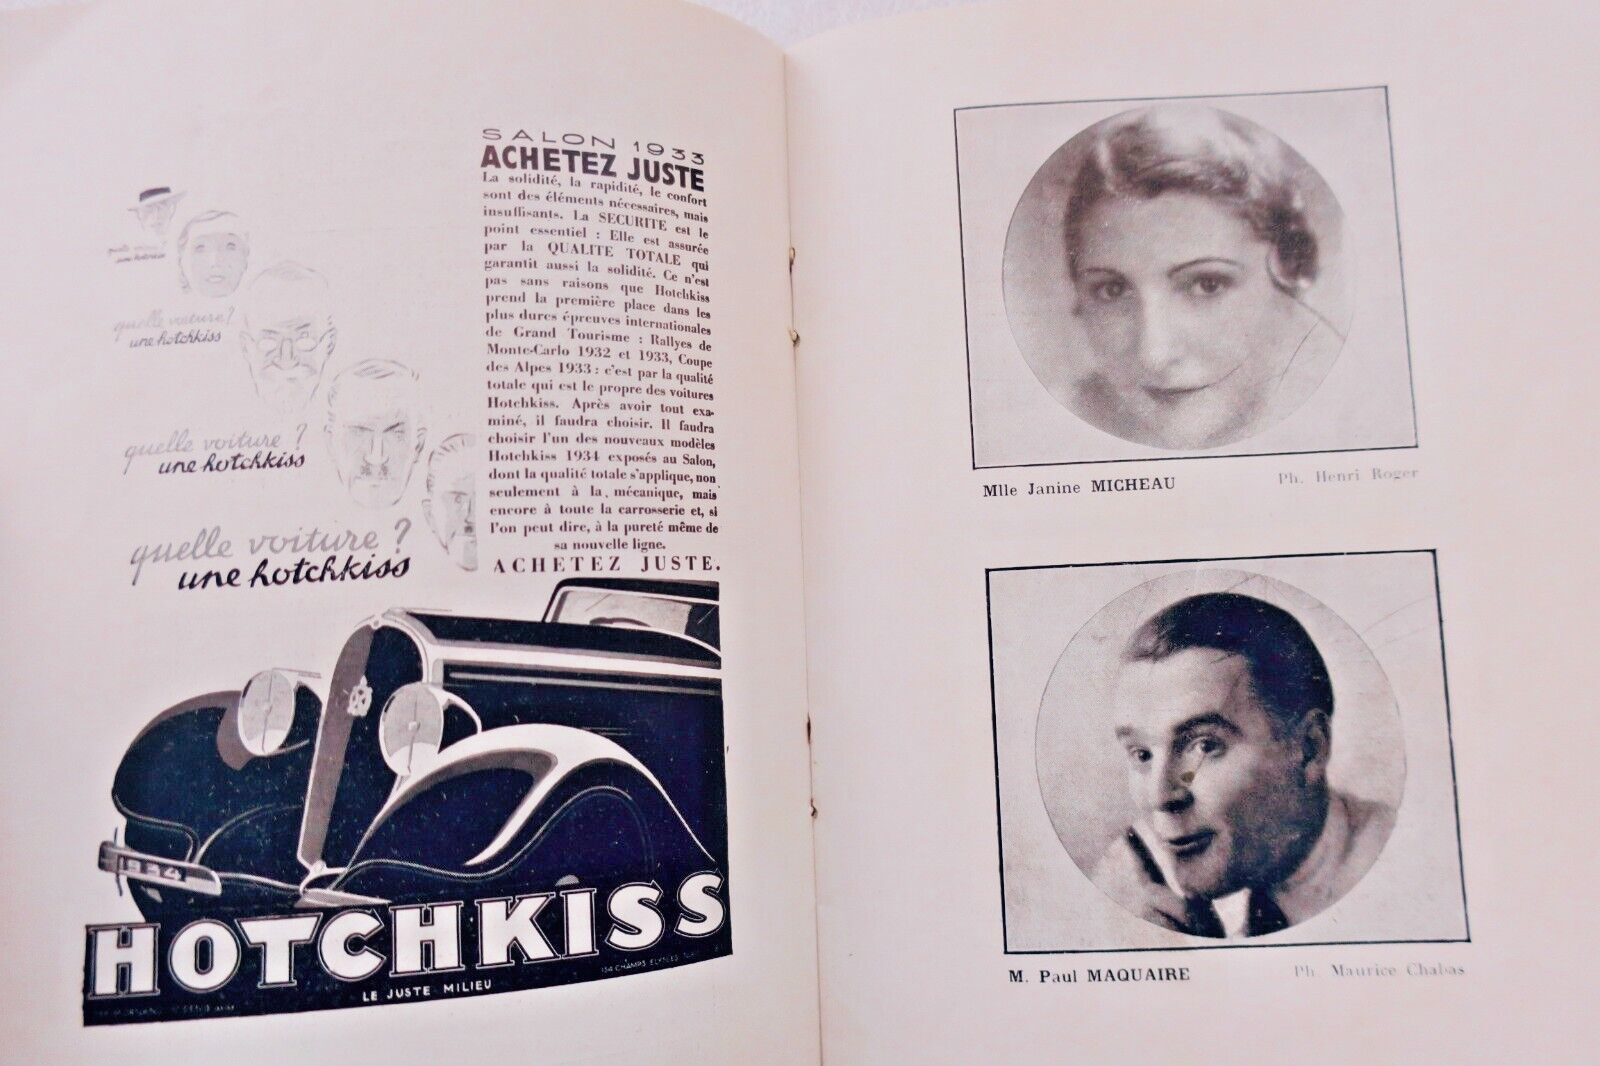 SALON 1933
ACHETEZ JUSTE
La solidité, la rapidité, le confort
sont des éléments nécessaires, mais
insuffisants. La SECURITE est le
point essentiel : Elle est assurée
par la QUALITE TOTALE qui
garantit aussi la solidité. Ce n'est
pas sans raisons que Hotchkiss
prend la première place dans les
plus dures épreuves internationales
de Grand Tourisme : Rallyes de
Monte-Carlo 1932 et 1933, Coupe
des Alpes 1933 : c'est par la qualité
totale qui est le propre des voitures
Hotchkiss. Après avoir tout exa-
miné, il faudra choisir. Il faudra
choisir l'un des nouveaux modèles
Hotchkiss 1934 exposés au Salon,
dont la qualité totale s'applique, non
seulement à la, mécanique, mais
encore à toute la carrosserie et, si
l'on peut dire, à la pureté même de
sa nouvelle ligne.
ACHETEZ JUSTE.
quelle voiture ?
une hotchkiss
quelle voiture ?
une hotchkiss
quelle voiture ?
une hotchkiss
quelle voiture ?
une hotchkiss
1934
HOTCHKISS
154 CHAMPS ELYSEES
LE JUSTE MILIEU
Mlle Janine MICHEAU
Ph. Henri Roger
M. Paul MAQUAIRE
Ph. Maurice Chabas